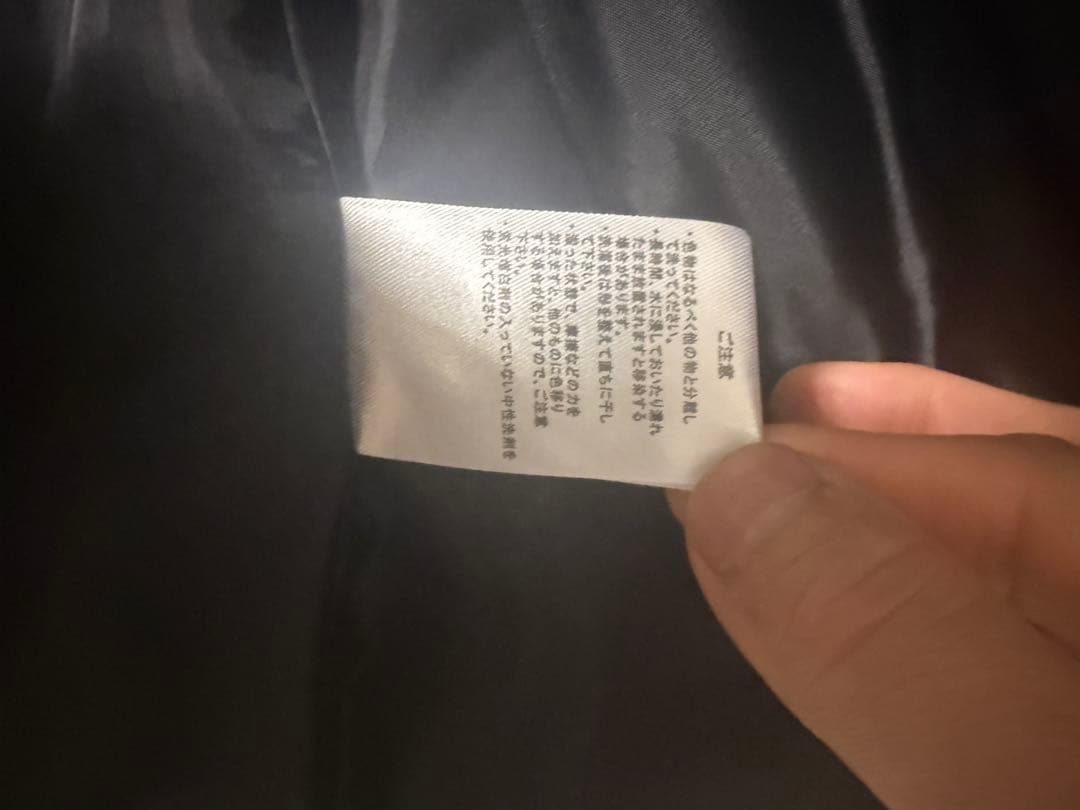 ご注意
・色物はなるべく他の物と分離し
て洗ってください。
・長時間、水に浸しておいたり濡れ
たまま放置されますと移染する
場合があります。
・洗濯後は形を整えて直ちに干し
て下さい。
・湿った状態で、摩擦などの力を
加えますと、他のものに色移り
する場合がありますので、ご注意
下さい。
・蛍光増白剤の入っていない中性洗剤を
使用してください。